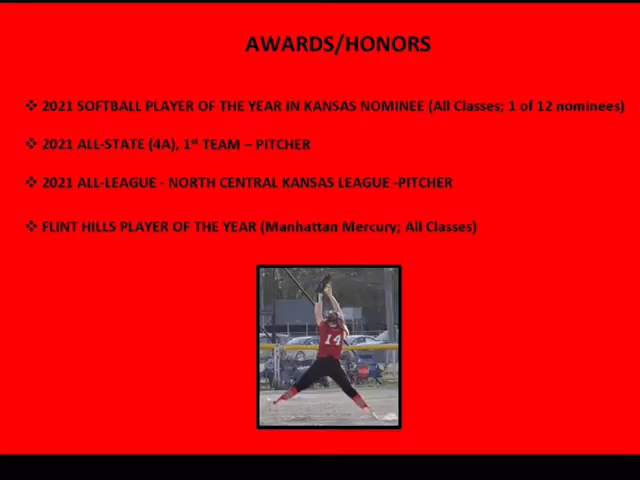 AWARDS/HONORS
❖ 2021 SOFTBALL PLAYER OF THE YEAR IN KANSAS NOMINEE (All Classes; 1 of 12 nominees)
❖ 2021 ALL-STATE (4A), 1st TEAM – PITCHER
❖ 2021 ALL-LEAGUE - NORTH CENTRAL KANSAS LEAGUE -PITCHER
❖ FLINT HILLS PLAYER OF THE YEAR (Manhattan Mercury; All Classes)
14